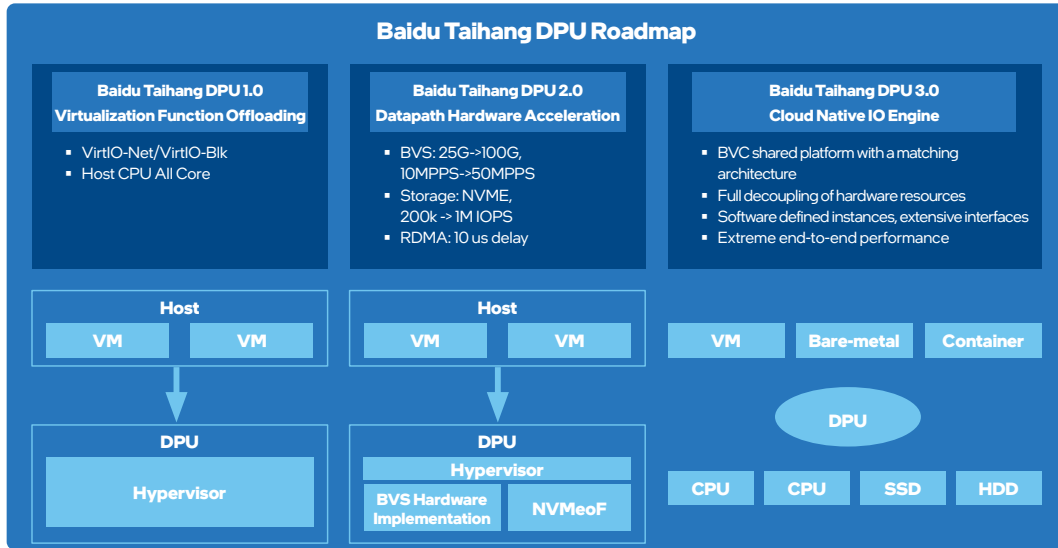 Baidu Taihang DPU Roadmap
Baidu Taihang DPU 1.0
Virtualization Function Offloading
▪ VirtIO-Net/VirtIO-Blk
▪ Host CPU All Core
Baidu Taihang DPU 2.0
Datapath Hardware Acceleration
▪ BVS: 25G->100G,
10MPPS->50MPPS
▪ Storage: NVME,
200k -> 1M IOPS
▪ RDMA: 10 us delay
Baidu Taihang DPU 3.0
Cloud Native IO Engine
▪ BVC shared platform with a matching
architecture
▪ Full decoupling of hardware resources
▪ Software defined instances, extensive interfaces
▪ Extreme end-to-end performance
Host
VM
VM
DPU
Hypervisor
Host
VM
VM
DPU
Hypervisor
BVS Hardware
Implementation
NVMeoF
VM
Bare-metal
Container
DPU
CPU
CPU
SSD
HDD